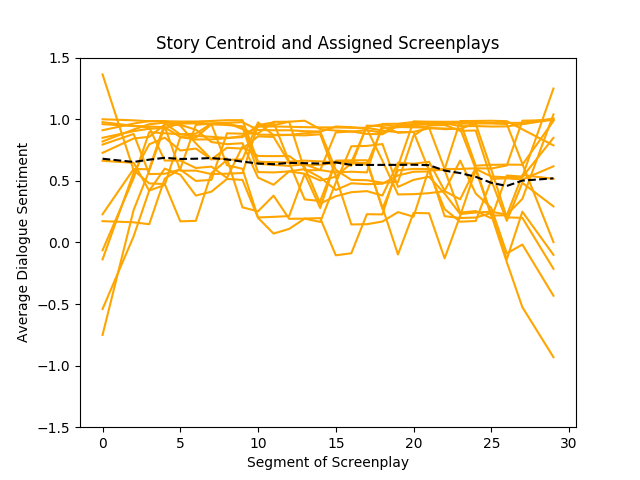 Story Centroid and Assigned Screenplays
1.5
1.0
0.5
0.0
−0.5
−1.0
−1.5
Average Dialogue Sentiment
0 5 10 15 20 25 30
Segment of Screenplay